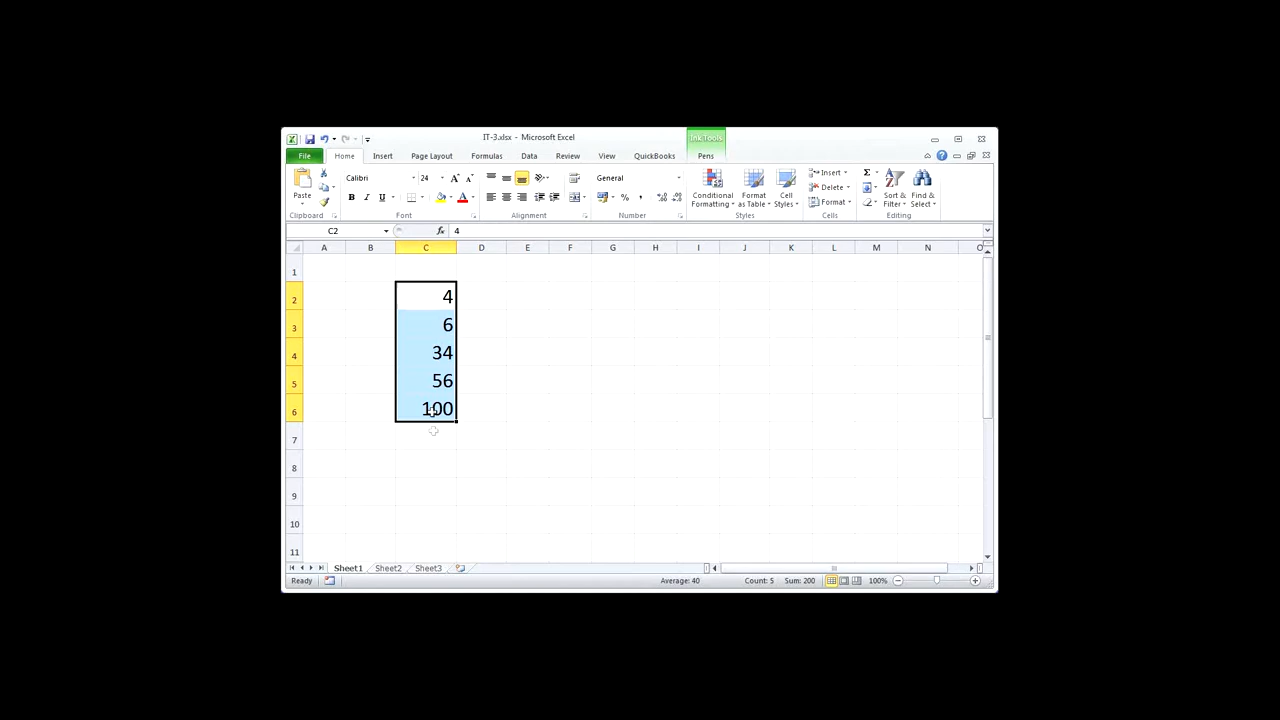 IT-3.xlsx - Microsoft Excel
Ink Tools
File Home Insert Page Layout Formulas Data Review View QuickBooks Pens
Paste
Calibri 24 A A
B I U A
General
% ,
Conditional Formatting
Format as Table
Cell Styles
Insert
Delete
Format
Σ
Sort & Filter
Find & Select
Clipboard Font Alignment Number Styles Cells Editing
C2 fx 4
A B C D E F G H I J K L M N O
1
2 4
3 6
4 34
5 56
6 100
7
8
9
10
11
Sheet1 Sheet2 Sheet3
Ready Average: 40 Count: 5 Sum: 200 100%